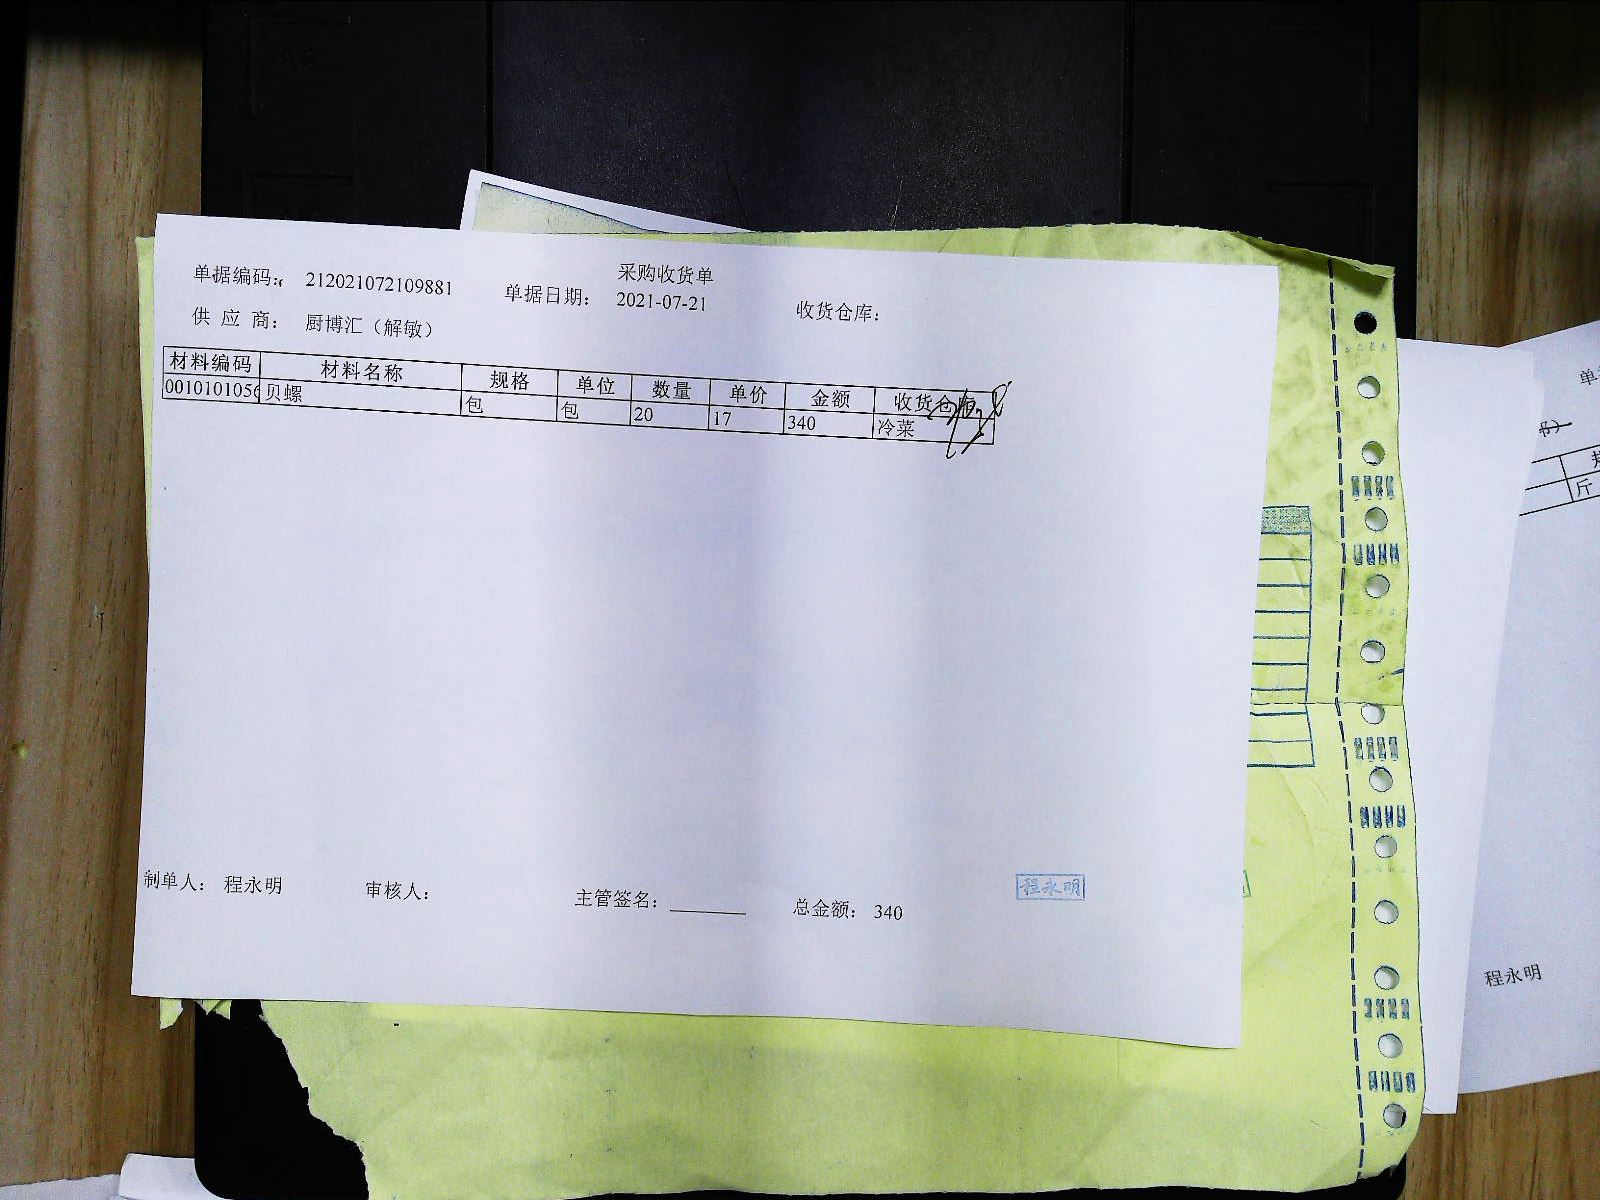 采购收货单
单据编码： 212021072109881 单据日期： 2021-07-21 收货仓库：
供 应 商： 厨博汇（解敏）
材料编码 材料名称 规格 单位 数量 单价 金额 收货仓库
0010101056 贝螺 包 包 20 17 340 冷菜
制单人： 程永明 审核人： 主管签名： 总金额： 340
程永明
单
斤
程永明